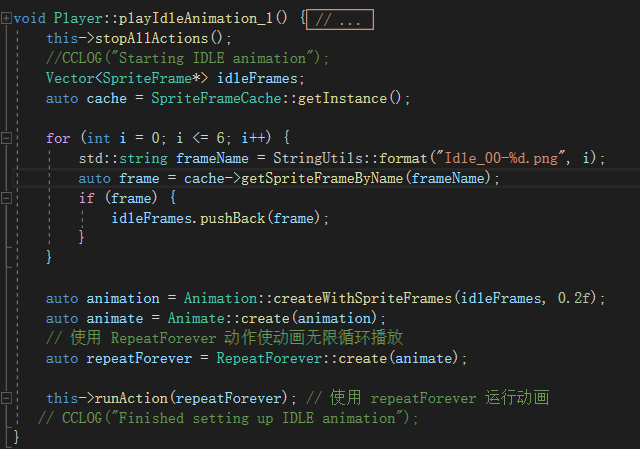 void Player::playIdleAnimation_1() { // ...
this->stopAllActions();
//CCLOG("Starting IDLE animation");
Vector<SpriteFrame*> idleFrames;
auto cache = SpriteFrameCache::getInstance();
for (int i = 0; i <= 6; i++) {
std::string frameName = StringUtils::format("Idle_00-%d.png", i);
auto frame = cache->getSpriteFrameByName(frameName);
if (frame) {
idleFrames.pushBack(frame);
}
}
auto animation = Animation::createWithSpriteFrames(idleFrames, 0.2f);
auto animate = Animate::create(animation);
// 使用 RepeatForever 动作使动画无限循环播放
auto repeatForever = RepeatForever::create(animate);
this->runAction(repeatForever); // 使用 repeatForever 运行动画
// CCLOG("Finished setting up IDLE animation");
}